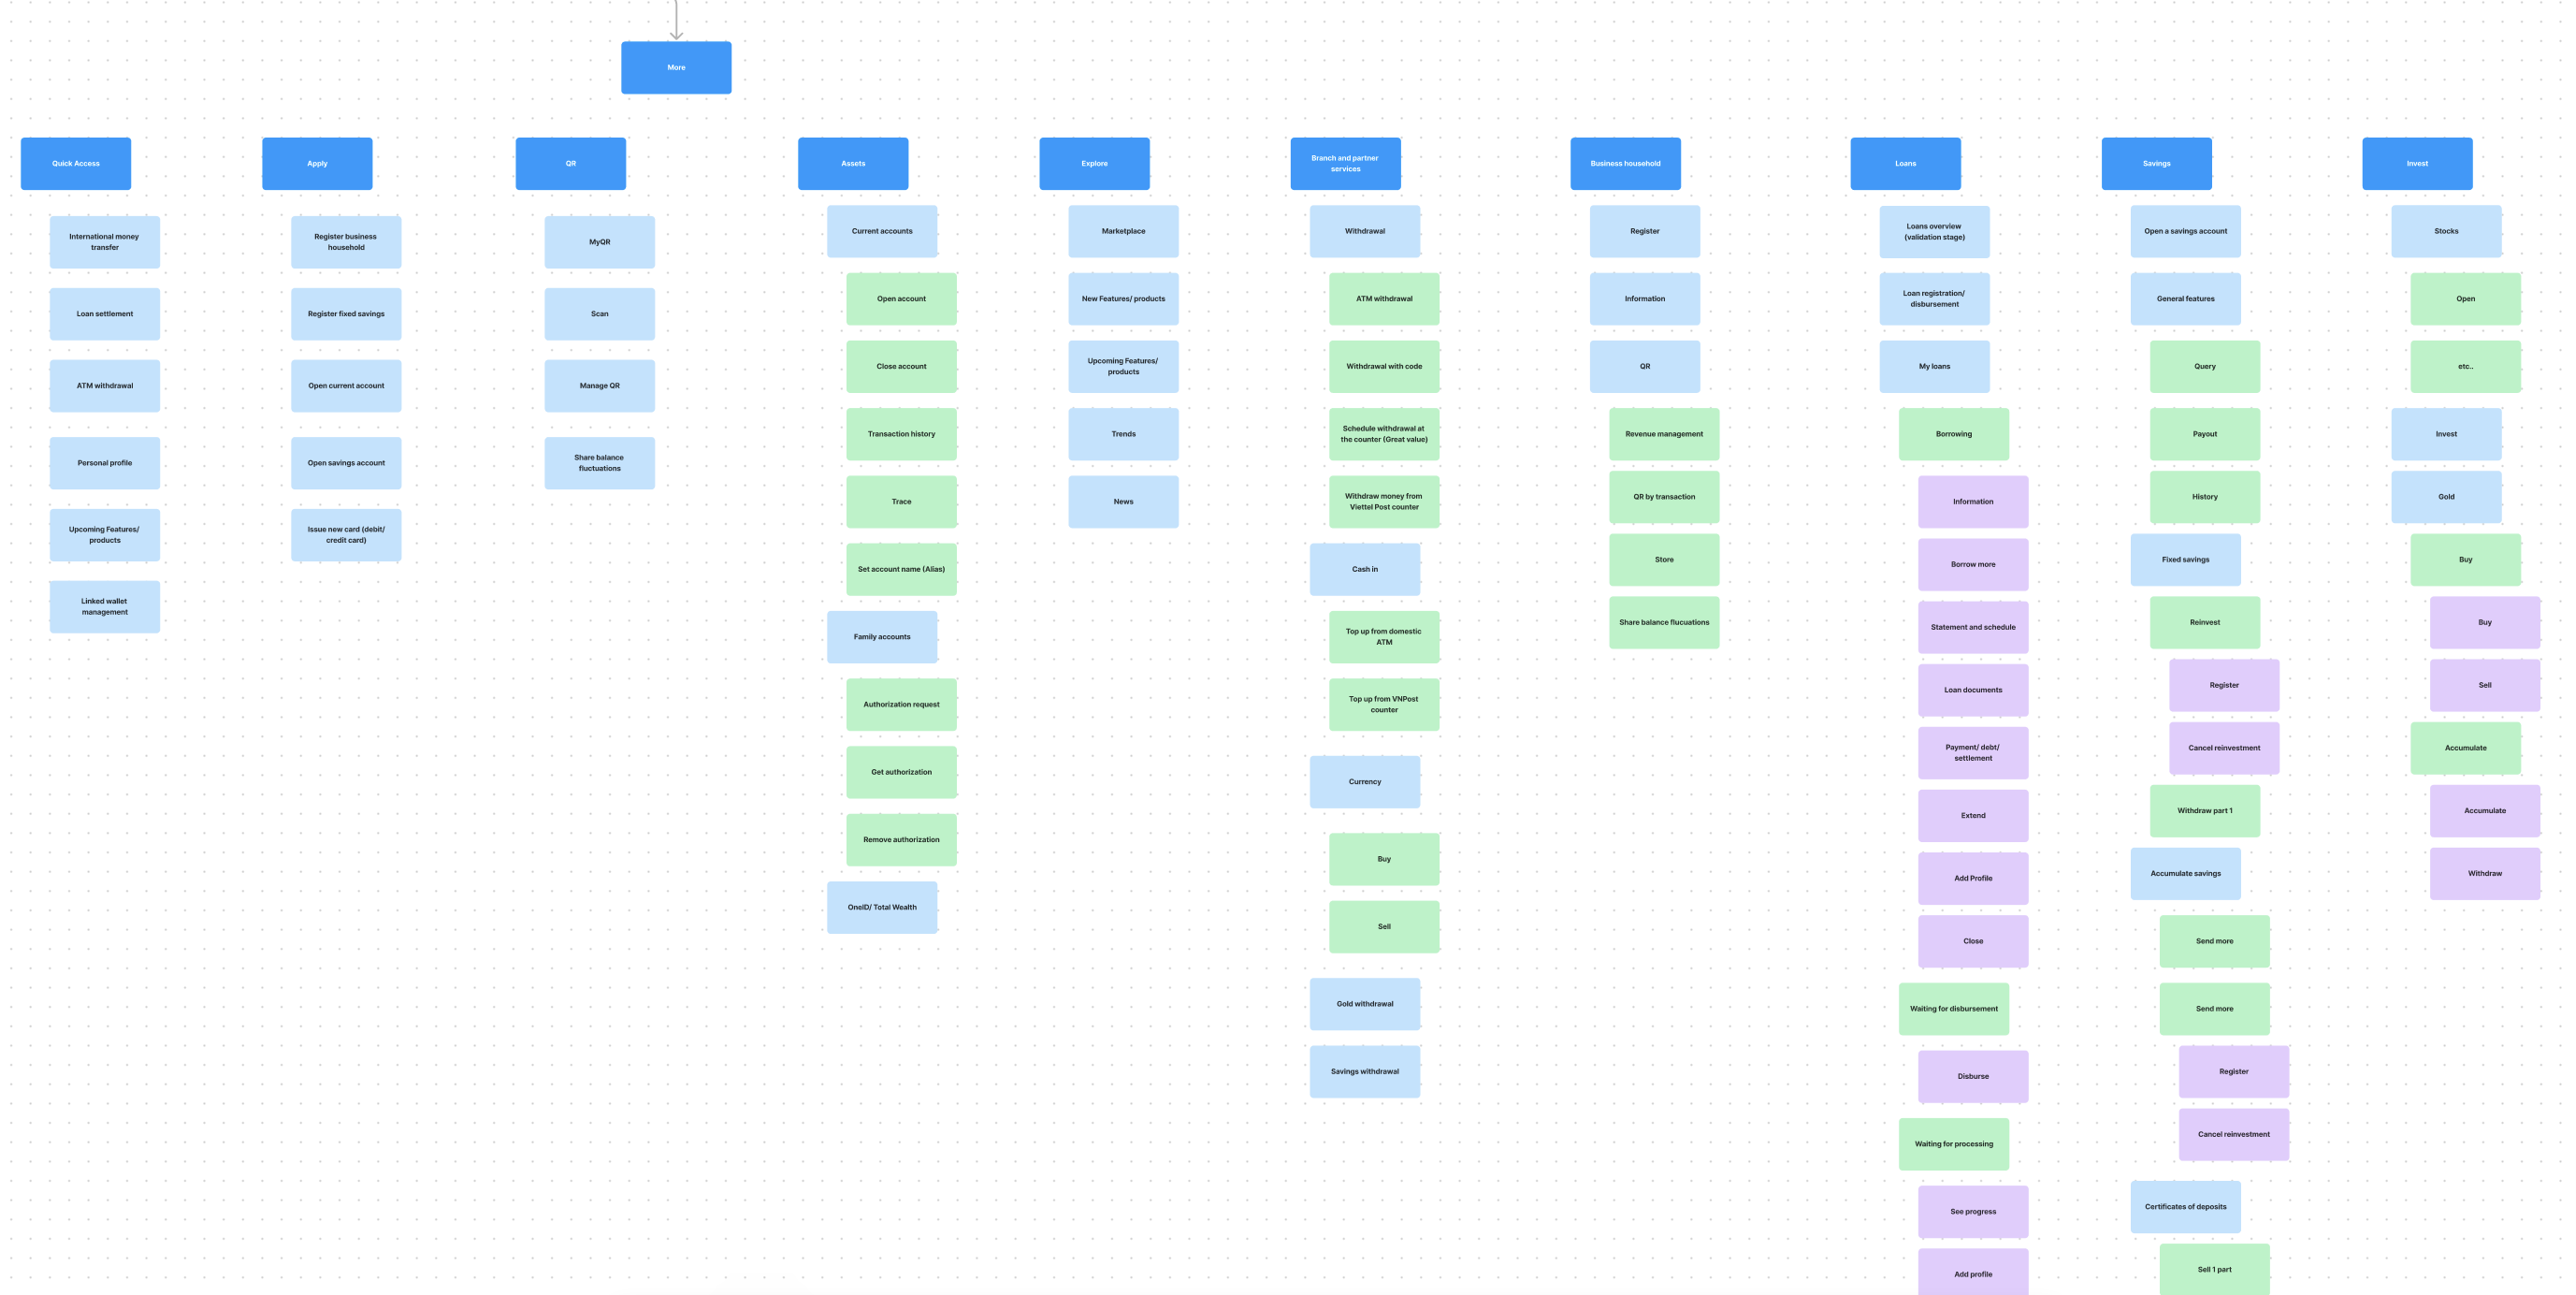 More
Quick Access
International money
transfer
Loan settlement
ATM withdrawal
Personal profile
Upcoming Features/
products
Linked wallet
management
Apply
Register business
household
Register fixed savings
Open current account
Open savings account
Issue new card (debit/
credit card)
QR
MyQR
Scan
Manage QR
Share balance
fluctuations
Assets
Current accounts
Open account
Close account
Transaction history
Trace
Set account name (Alias)
Family accounts
Authorization request
Get authorization
Remove authorization
OneID/ Total Wealth
Explore
Marketplace
New Features/ products
Upcoming Features/
products
Trends
News
Branch and partner
services
Withdrawal
ATM withdrawal
Withdrawal with code
Schedule withdrawal at
the counter (Great value)
Withdraw money from
Viettel Post counter
Cash in
Top up from domestic
ATM
Top up from VNPost
counter
Currency
Buy
Sell
Gold withdrawal
Savings withdrawal
Business household
Register
Information
QR
Revenue management
QR by transaction
Store
Share balance flucuations
Loans
Loans overview
(validation stage)
Loan registration/
disbursement
My loans
Borrowing
Information
Borrow more
Statement and schedule
Loan documents
Payment/ debt/
settlement
Extend
Add Profile
Close
Waiting for disbursement
Disburse
Waiting for processing
See progress
Add profile
Savings
Open a savings account
General features
Query
Payout
History
Fixed savings
Reinvest
Register
Cancel reinvestment
Withdraw part 1
Accumulate savings
Send more
Send more
Register
Cancel reinvestment
Certificates of deposits
Sell 1 part
Invest
Stocks
Open
etc..
Invest
Gold
Buy
Buy
Sell
Accumulate
Accumulate
Withdraw